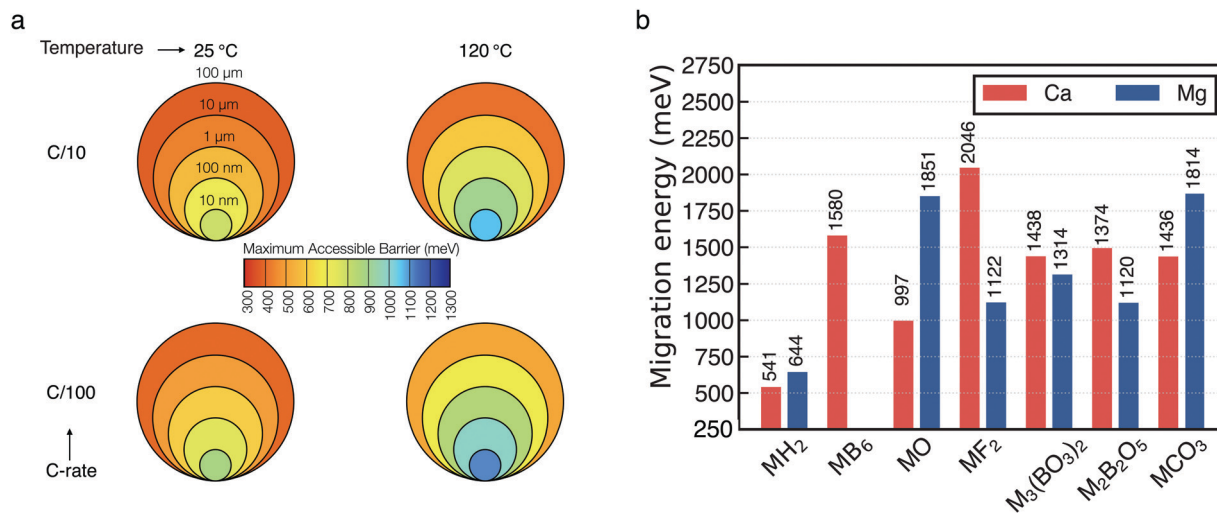 a
Temperature → 25 °C 120 °C
100 µm
10 µm
1 µm
100 nm
10 nm
C/10
Maximum Accessible Barrier (meV)
300 400 500 600 700 800 900 1000 1100 1200 1300
C/100
C-rate
b
Migration energy (meV)
2750
2500
2250
2000
1750
1500
1250
1000
750
500
250
Ca Mg
541 644 1580 997 1851 2046 1122 1438 1314 1374 1120 1436 1814
MH₂ MB₆ MO MF₂ M₃(BO₃)₂ M₂B₂O₅ MCO₃